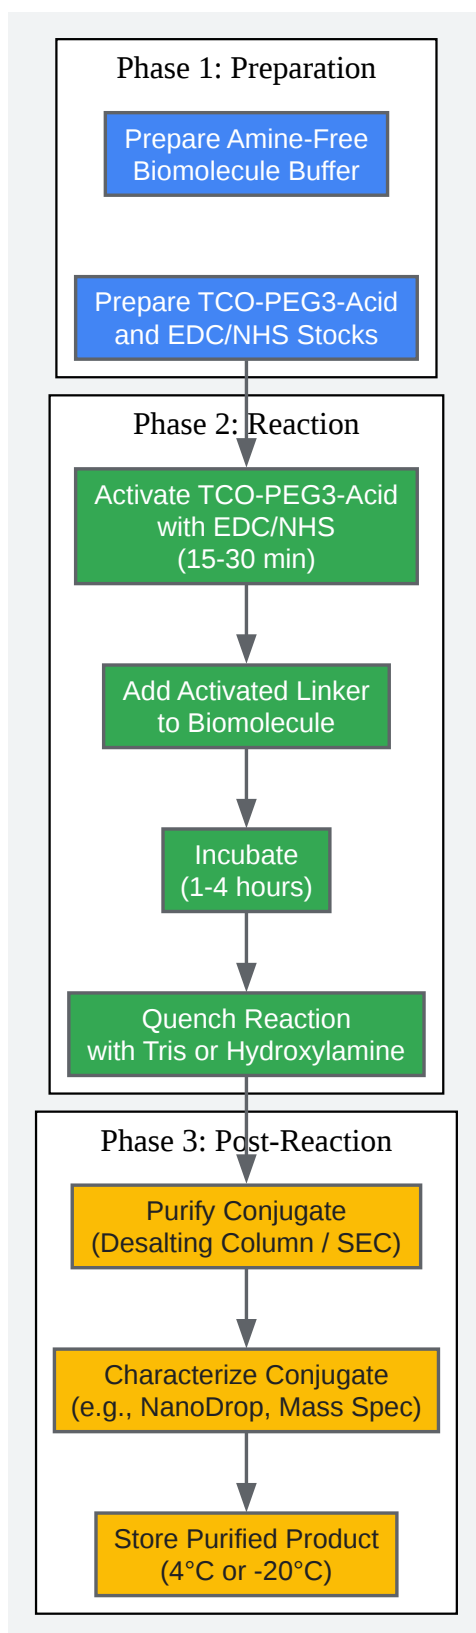 Phase 1: Preparation
Prepare Amine-Free
Biomolecule Buffer
Prepare TCO-PEG3-Acid
and EDC/NHS Stocks
Phase 2: Reaction
Activate TCO-PEG3-Acid
with EDC/NHS
(15-30 min)
Add Activated Linker
to Biomolecule
Incubate
(1-4 hours)
Quench Reaction
with Tris or Hydroxylamine
Phase 3: Post-Reaction
Purify Conjugate
(Desalting Column / SEC)
Characterize Conjugate
(e.g., NanoDrop, Mass Spec)
Store Purified Product
(4°C or -20°C)